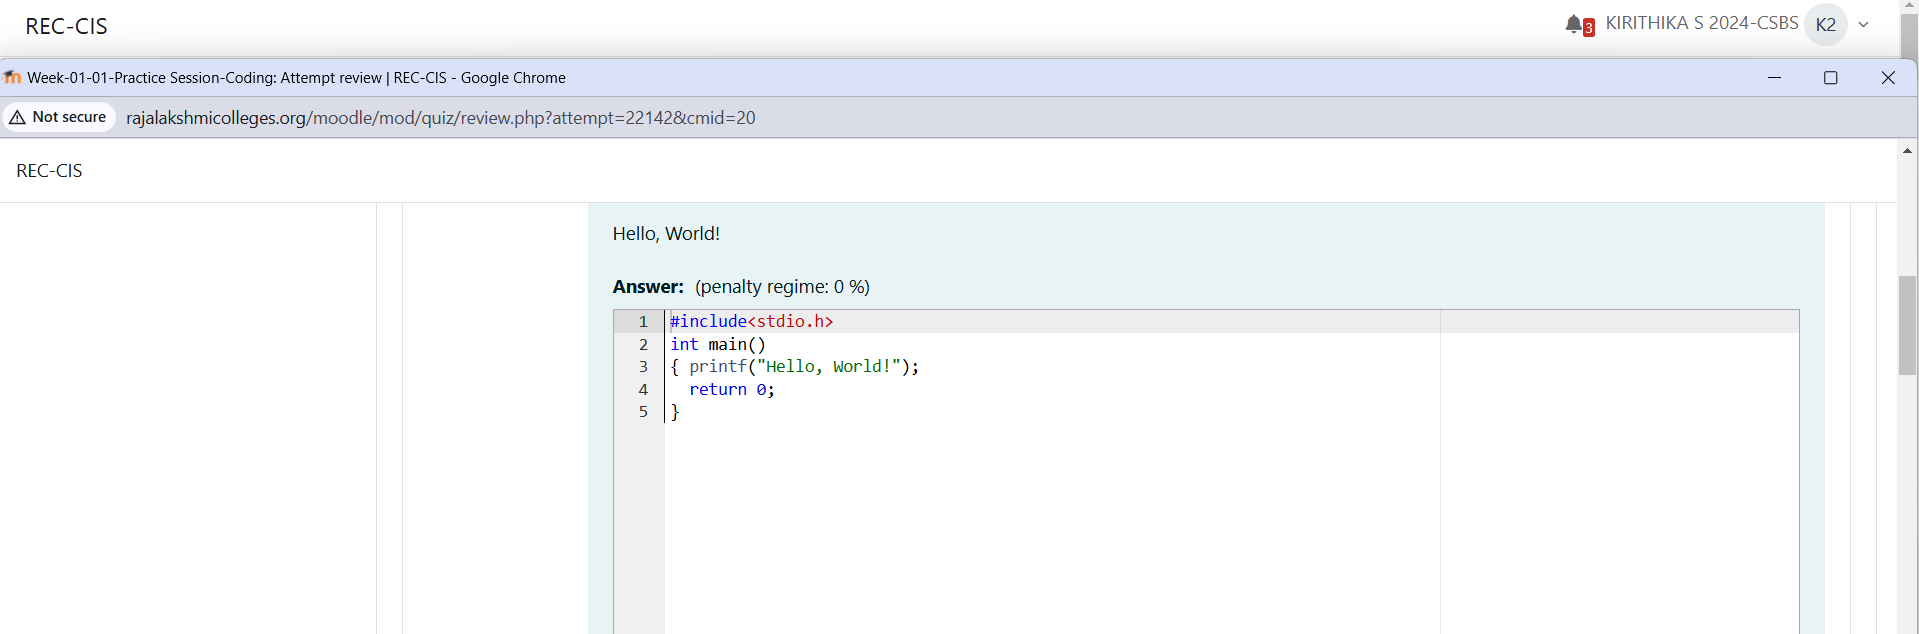 REC-CIS
3 KIRITHIKA S 2024-CSBS K2
Week-01-01-Practice Session-Coding: Attempt review | REC-CIS - Google Chrome
Not secure rajalakshmicolleges.org/moodle/mod/quiz/review.php?attempt=22142&cmid=20
REC-CIS
Hello, World!
Answer: (penalty regime: 0 %)
1 #include<stdio.h>
2 int main()
3 { printf("Hello, World!");
4 return 0;
5 }